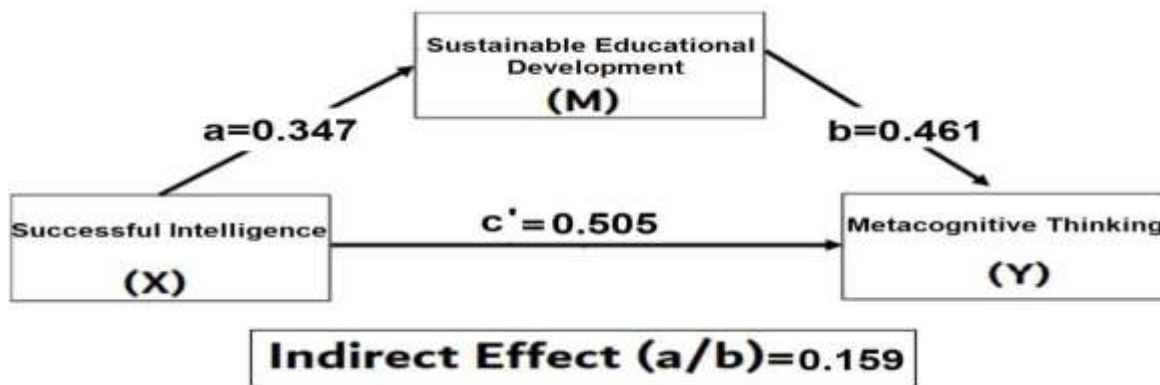 Sustainable Educational
Development
(M)
a=0.347
b=0.461
Successful Intelligence
(X)
c'=0.505
Metacognitive Thinking
(Y)
Indirect Effect (a/b)=0.159